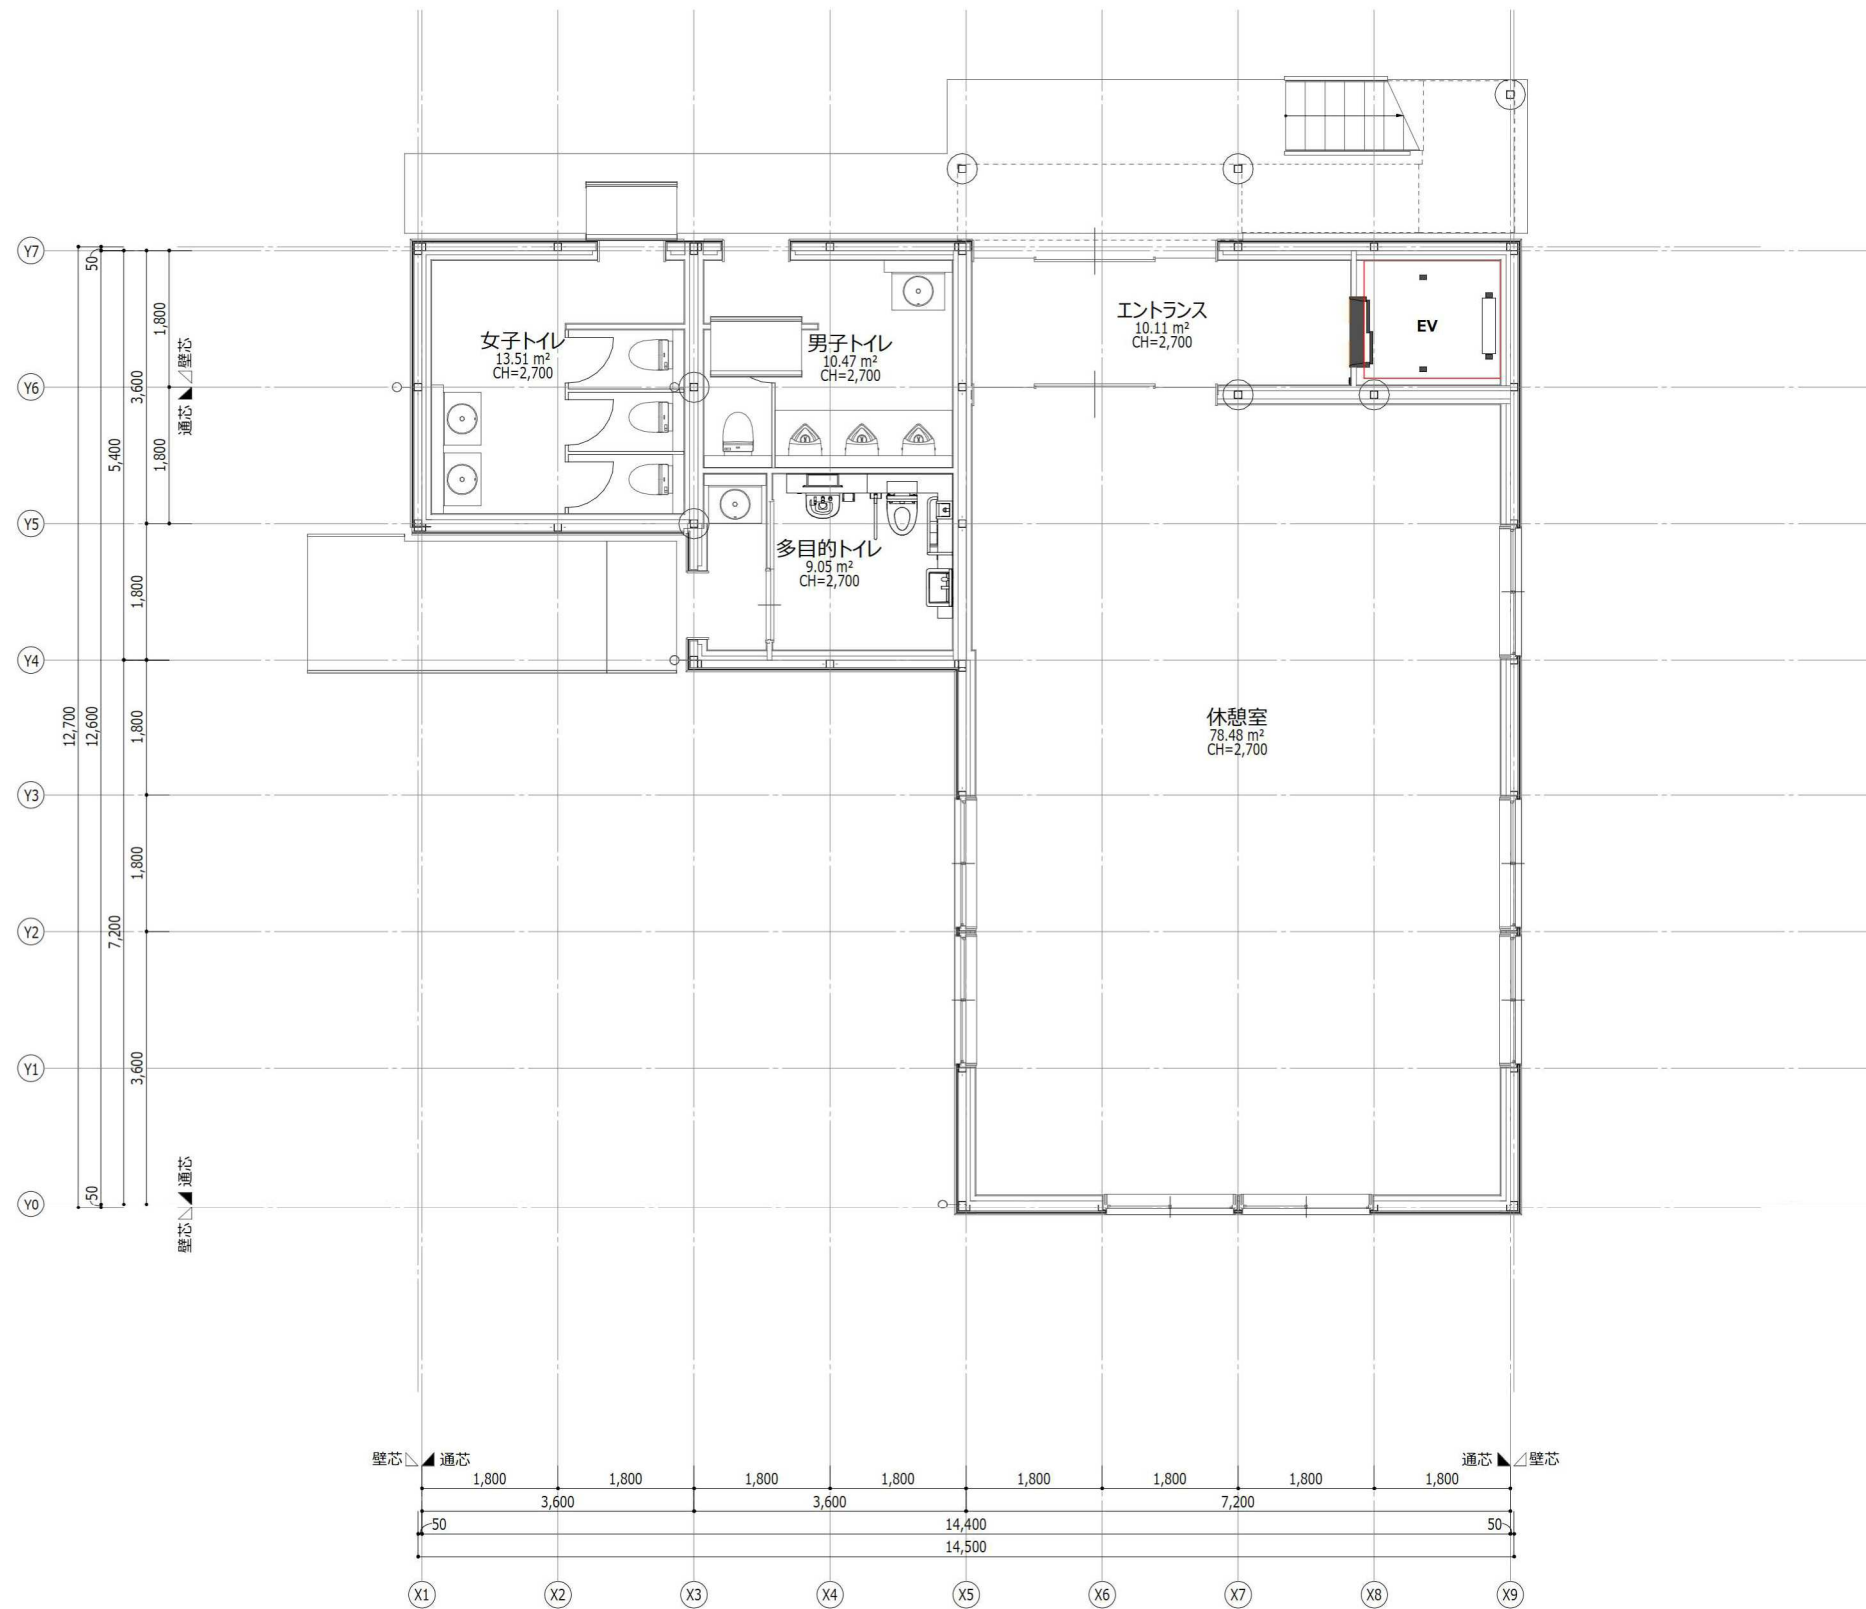 Y7
Y6
Y5
Y4
Y3
Y2
Y1
Y0
12,700
50
12,600
50
5,400
7,200
3,600
1,800
1,800
1,800
1,800
1,800
3,600
壁芯
通芯
通芯
壁芯
女子トイレ
13.51 m²
CH=2,700
男子トイレ
10.47 m²
CH=2,700
エントランス
10.11 m²
CH=2,700
EV
多目的トイレ
9.05 m²
CH=2,700
休憩室
78.48 m²
CH=2,700
壁芯 通芯
通芯 壁芯
1,800 1,800 1,800 1,800 1,800 1,800 1,800 1,800
3,600 3,600 7,200
50 14,400 50
14,500
X1 X2 X3 X4 X5 X6 X7 X8 X9